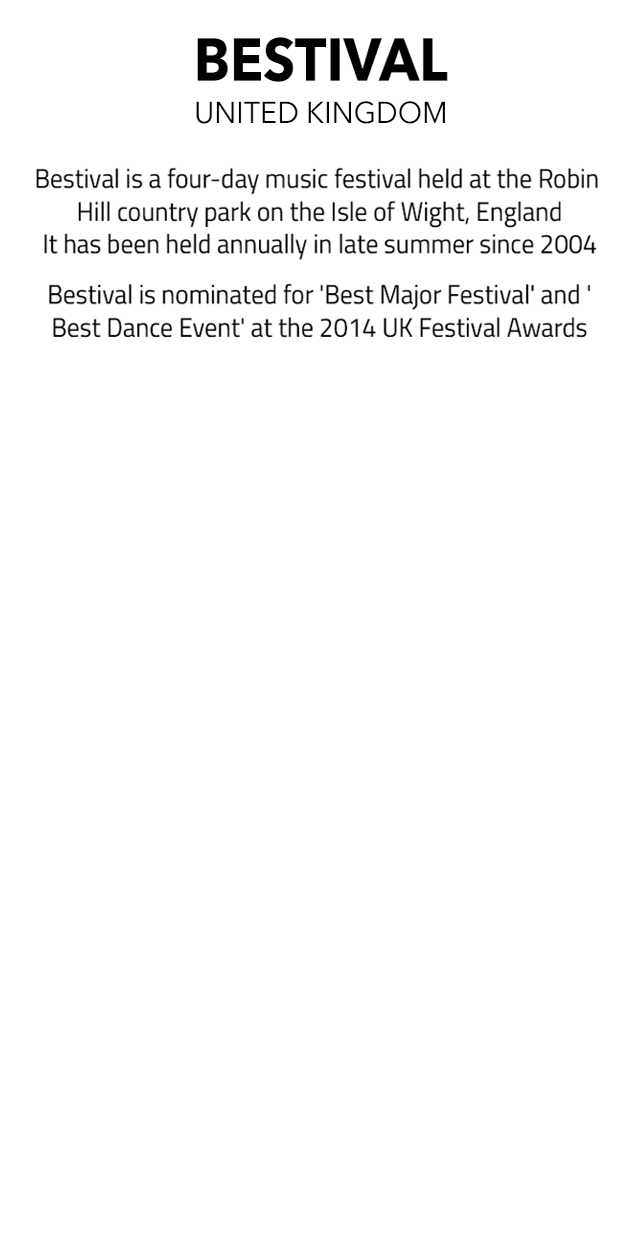 BESTIVAL
UNITED KINGDOM
Bestival is a four-day music festival held at the Robin
Hill country park on the Isle of Wight, England
It has been held annually in late summer since 2004
Bestival is nominated for 'Best Major Festival' and '
Best Dance Event' at the 2014 UK Festival Awards